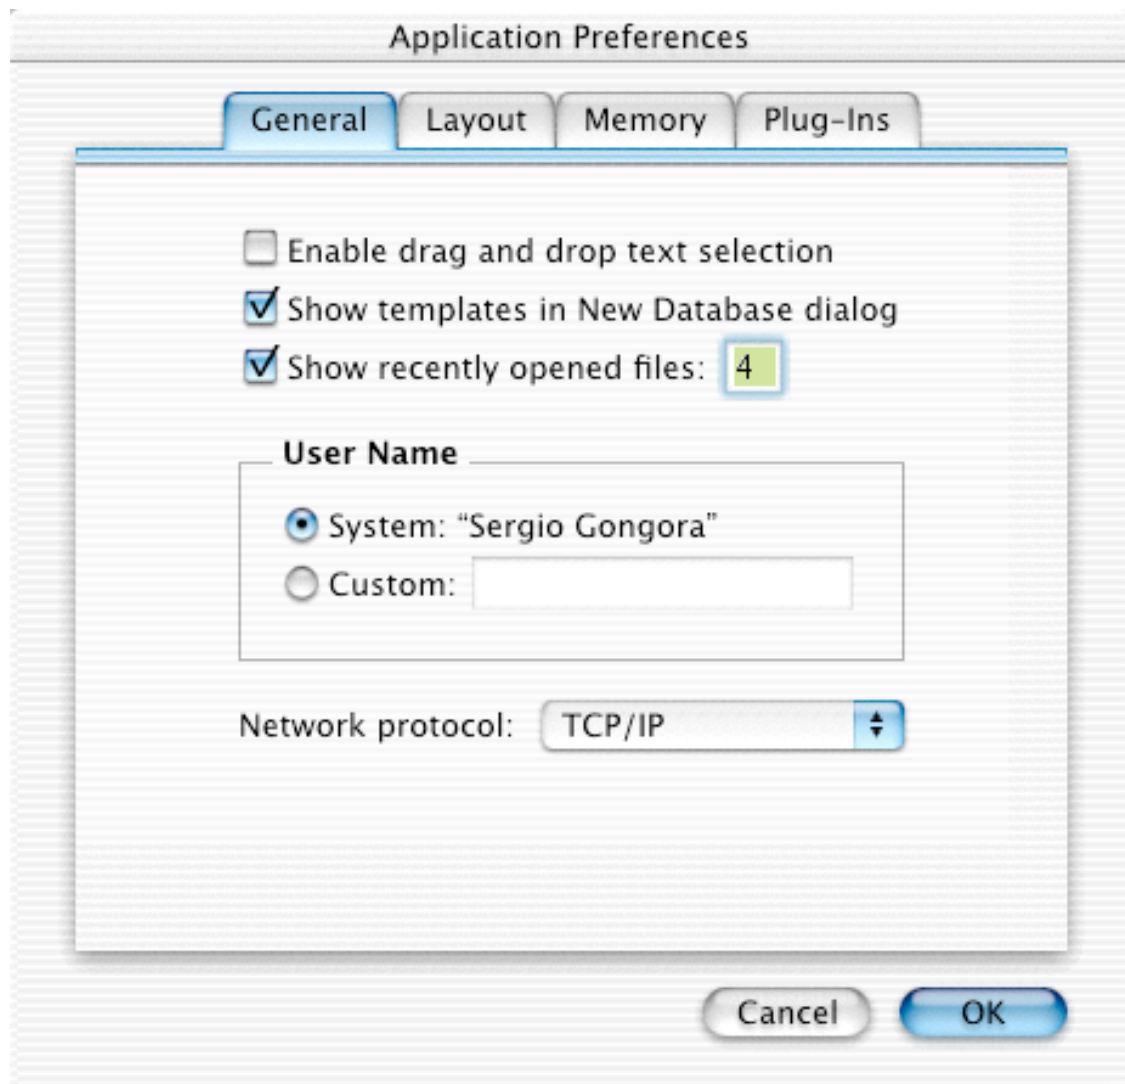 Application Preferences
General Layout Memory Plug-Ins
Enable drag and drop text selection
Show templates in New Database dialog
Show recently opened files: 4
User Name
System: “Sergio Gongora”
Custom:
Network protocol: TCP/IP
Cancel OK